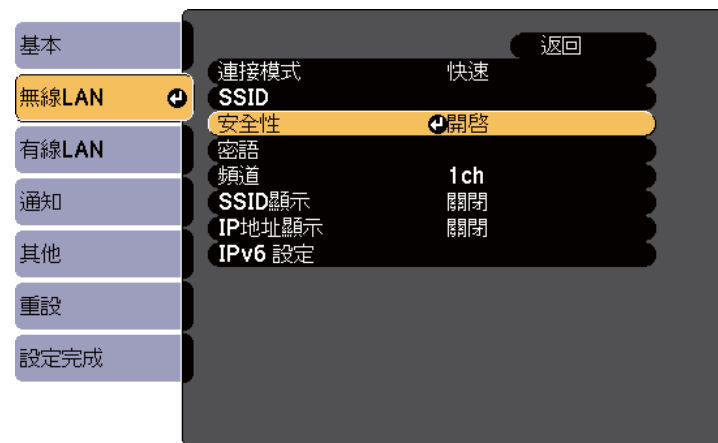 基本
無線LAN
有線LAN
通知
其他
重設
設定完成
返回
連接模式 快速
SSID
安全性 開啓
密語
頻道 1ch
SSID顯示 關閉
IP地址顯示 關閉
IPv6 設定